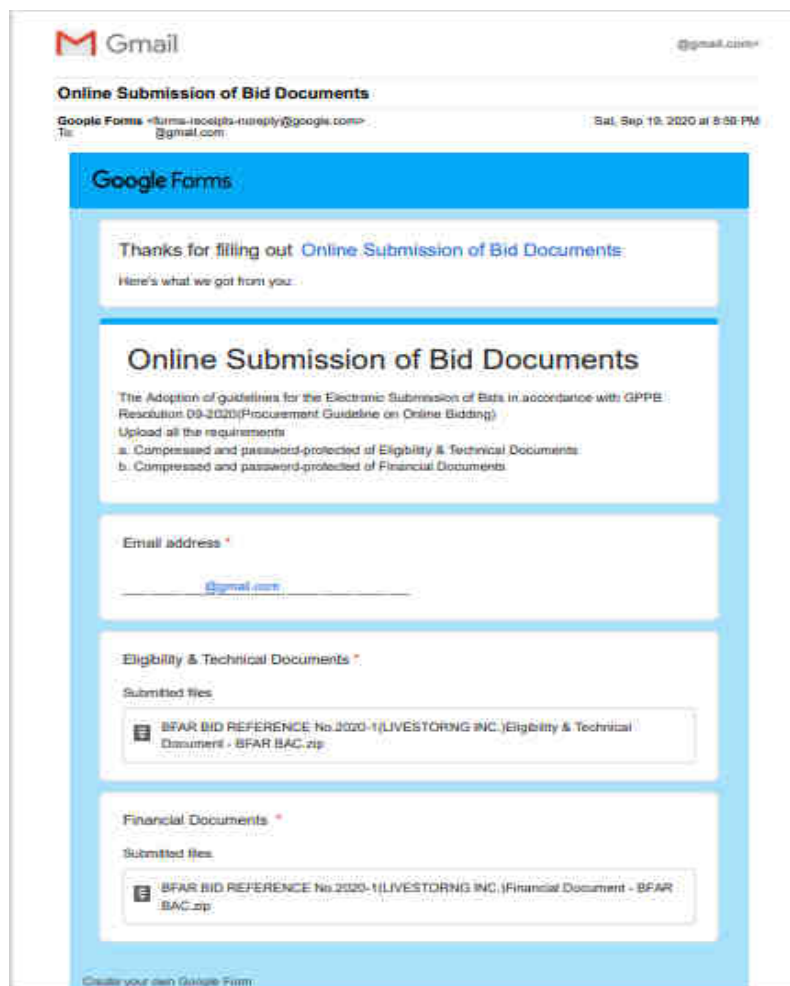 Gmail
@gmail.com>
Online Submission of Bid Documents
Google Forms <forms-receipts-noreply@google.com>
Sat, Sep 19, 2020 at 8:50 PM
To: @gmail.com
Google Forms
Thanks for filling out Online Submission of Bid Documents
Here's what we got from you:
Online Submission of Bid Documents
The Adoption of guidelines for the Electronic Submission of Bids in accordance with GPPB
Resolution 09-2020(Procurement Guideline on Online Bidding)
Upload all the requirements
a. Compressed and password-protected of Eligibility & Technical Documents
b. Compressed and password-protected of Financial Documents
Email address *
@gmail.com
Eligibility & Technical Documents *
Submitted files
BFAR BID REFERENCE No.2020-1(LIVESTORNG INC.)Eligibility & Technical
Document - BFAR BAC.zip
Financial Documents *
Submitted files
BFAR BID REFERENCE No.2020-1(LIVESTORNG INC.)Financial Document - BFAR
BAC.zip
Create your own Google Form